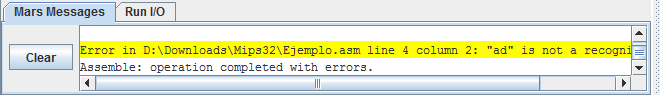 Mars Messages Run I/O
Error in D:\Downloads\Mips32\Ejemplo.asm line 4 column 2: "ad" is not a recogni
Clear
Assemble: operation completed with errors.